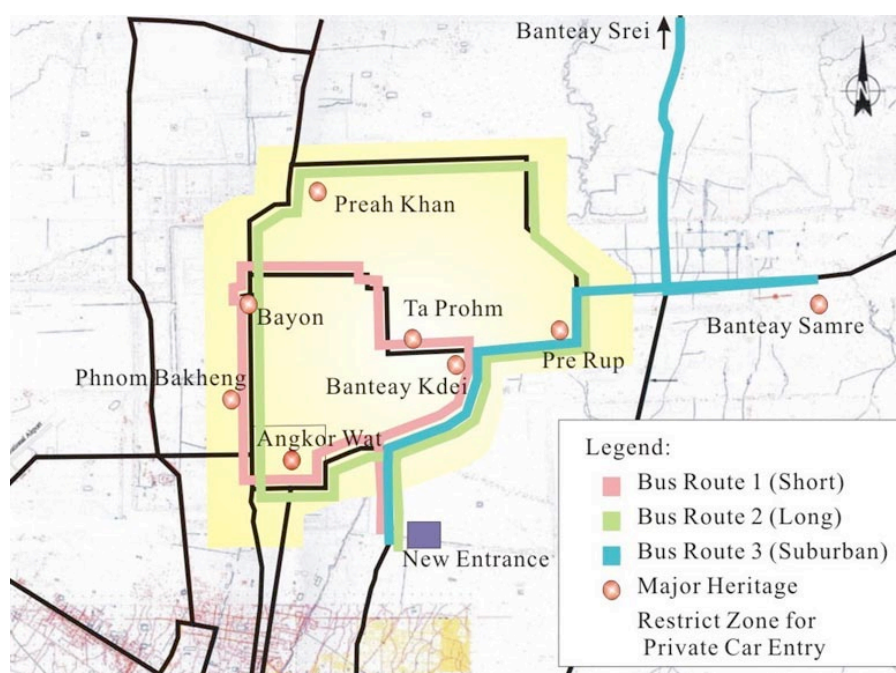 Banteay Srei
N
Preah Khan
Bayon
Ta Prohm
Pre Rup
Banteay Samre
Phnom Bakheng
Banteay Kdei
Angkor Wat
New Entrance
Legend:
Bus Route 1 (Short)
Bus Route 2 (Long)
Bus Route 3 (Suburban)
Major Heritage
Restrict Zone for
Private Car Entry